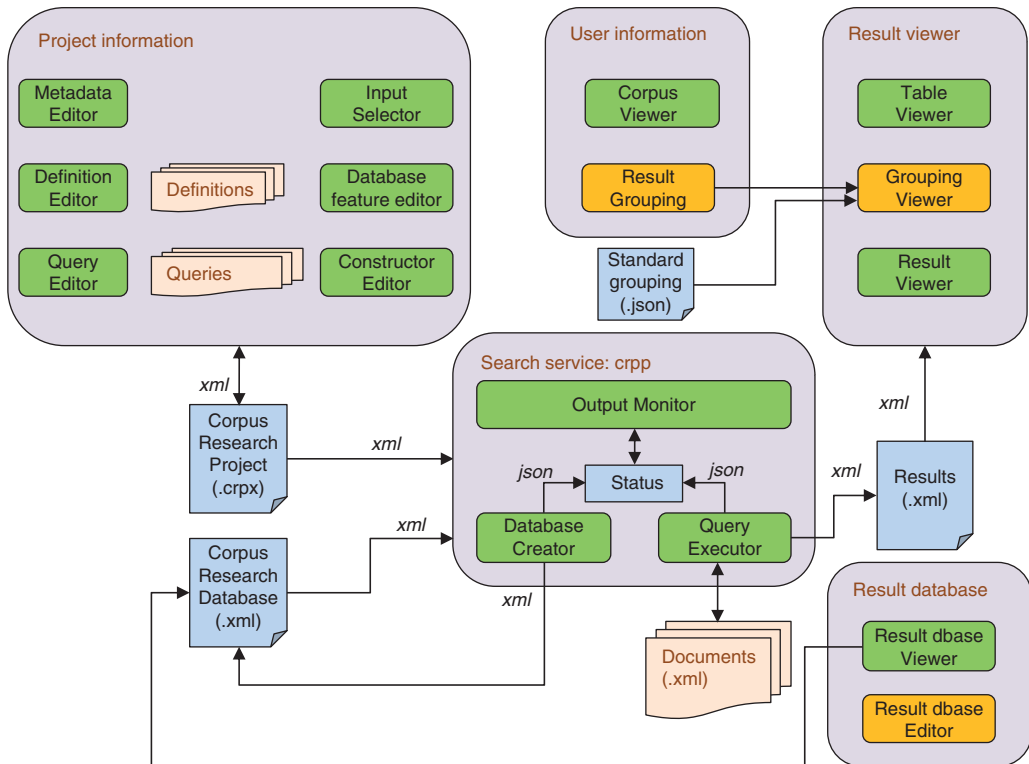 Project information
Metadata
Editor
Input
Selector
Definition
Editor
Definitions
Database
feature editor
Query
Editor
Queries
Constructor
Editor
User information
Corpus
Viewer
Result
Grouping
Standard
grouping
(.json)
Result viewer
Table
Viewer
Grouping
Viewer
Result
Viewer
xml
Corpus
Research
Project
(.crpx)
xml
Search service: crpp
Output Monitor
json
Status
json
Database
Creator
Query
Executor
xml
xml
Results
(.xml)
xml
Corpus
Research
Database
(.xml)
xml
Documents
(.xml)
Result database
Result dbase
Viewer
Result dbase
Editor